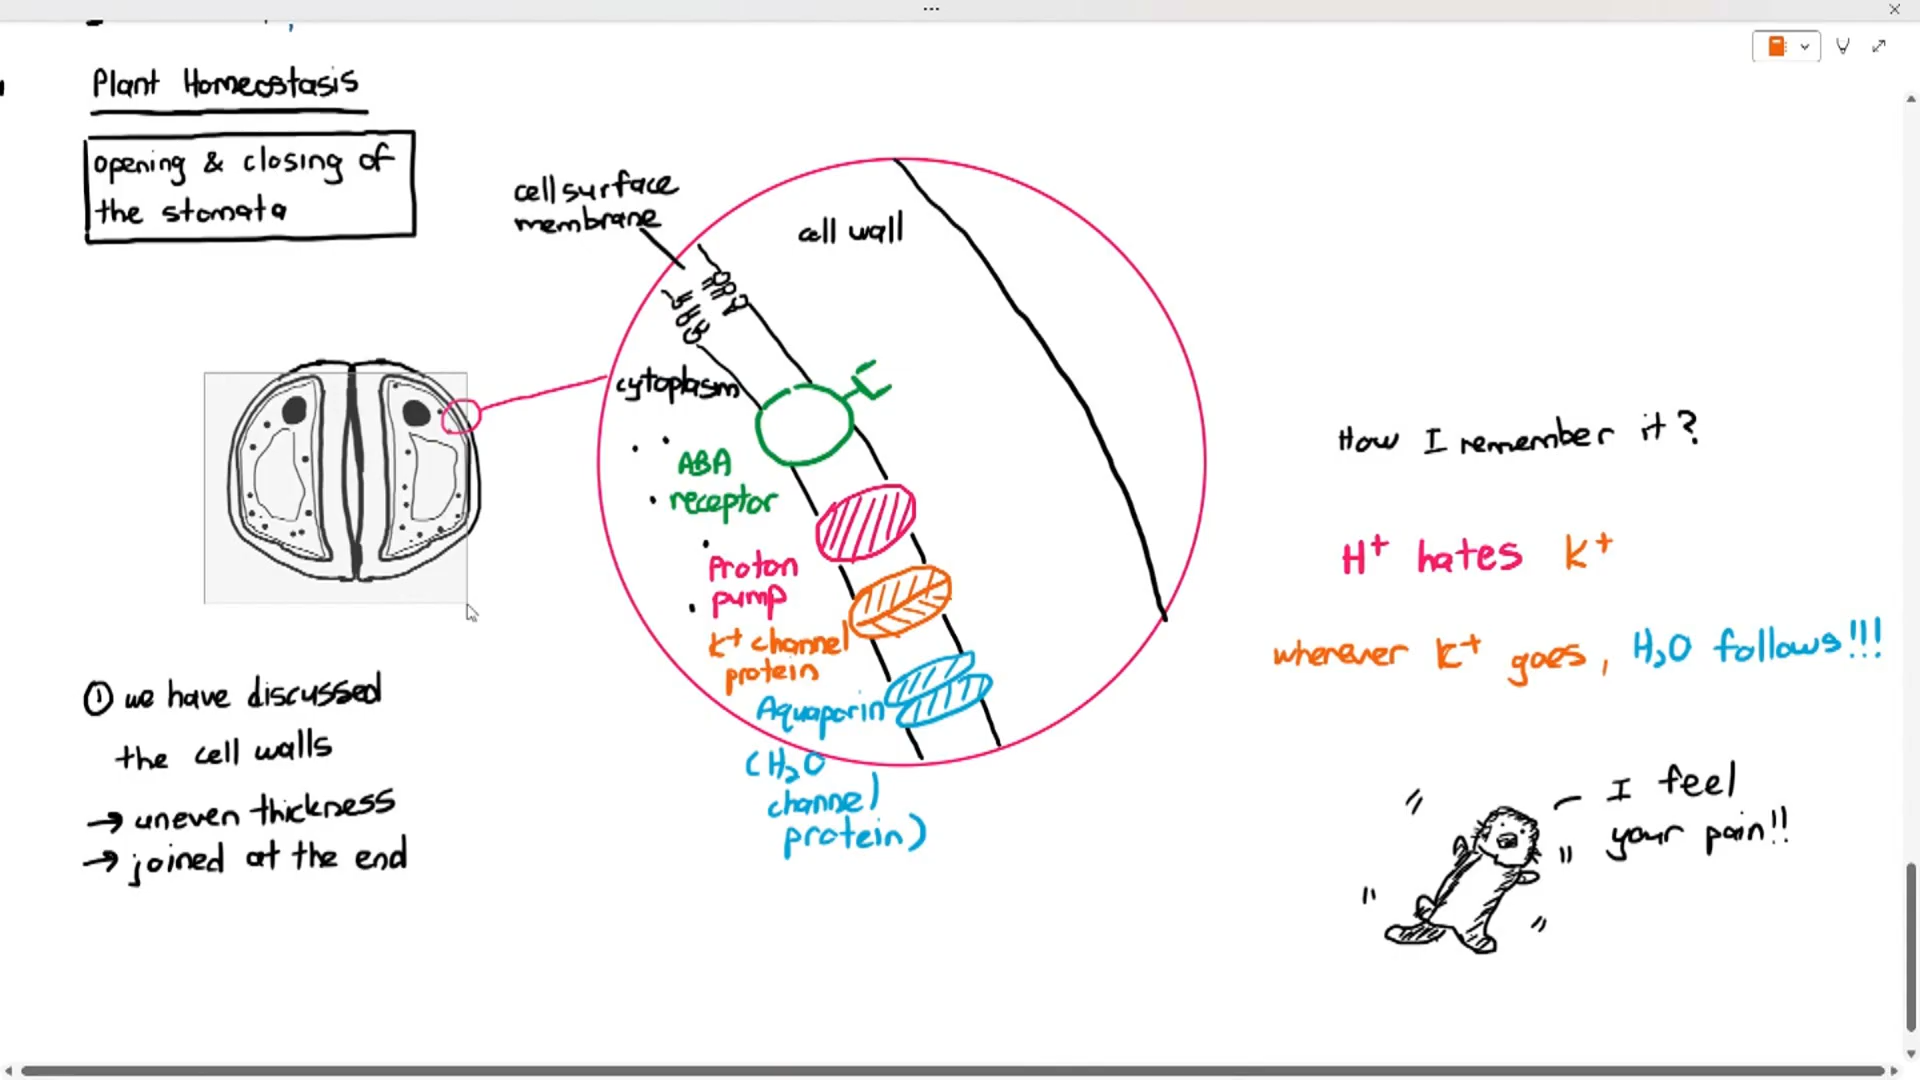 Plant Homeostasis
opening & closing of
the stomata
cell surface
membrane
cell wall
cytoplasm
ABA
receptor
Proton
pump
K+ channel
protein
Aquaporin
(H2O
channel
protein)
① we have discussed
the cell walls
→ uneven thickness
→ joined at the end
How I remember it?
H+ hates K+
wherever K+ goes, H2O follows!!!
I feel
your pain!!